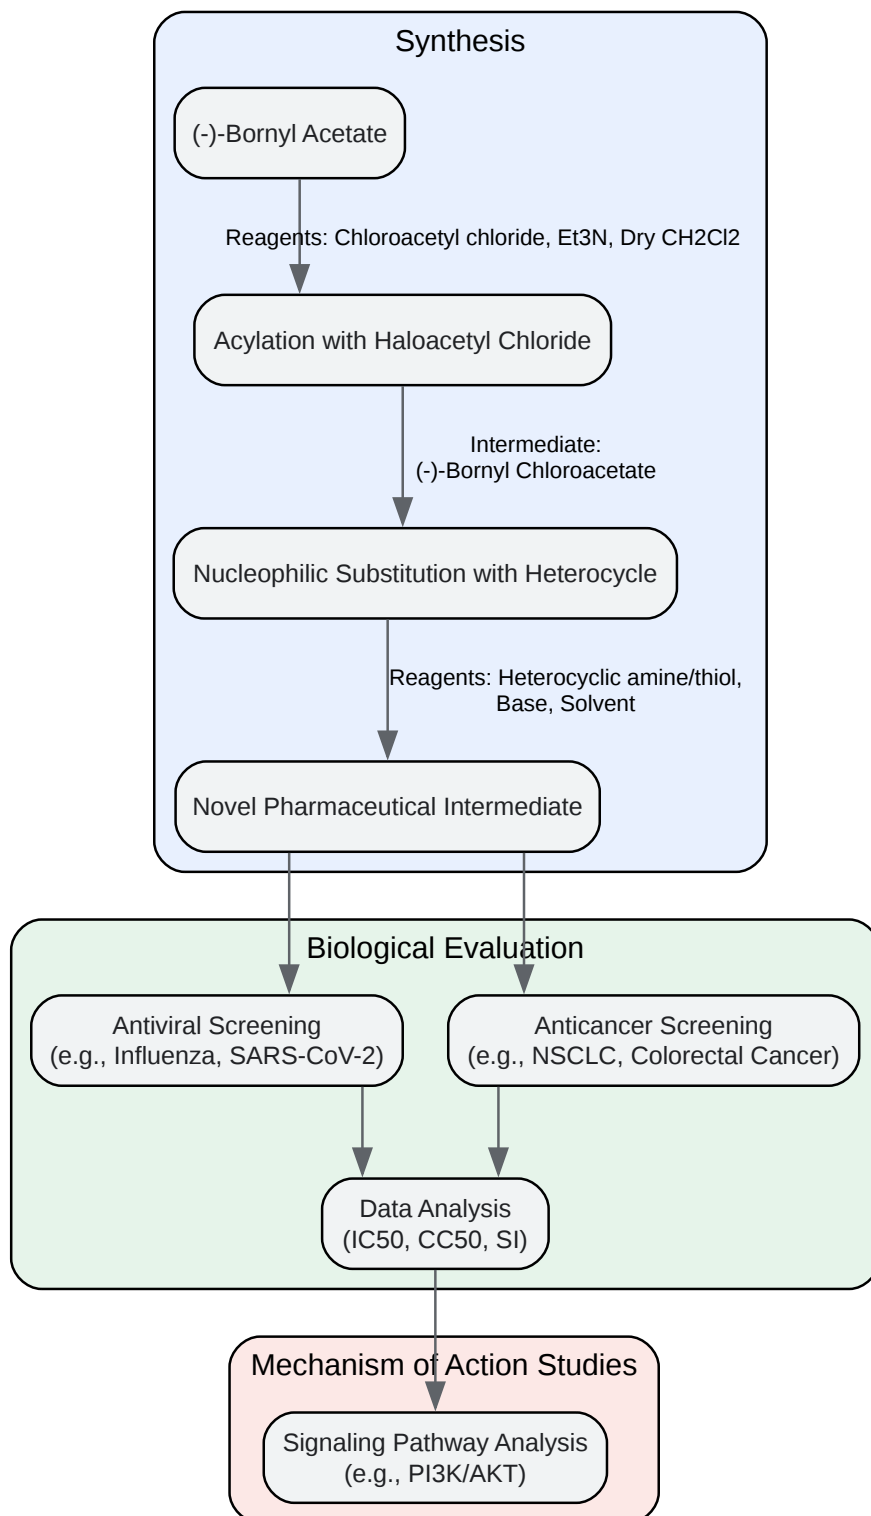 Synthesis
(-)-Bornyl Acetate
Reagents: Chloroacetyl chloride, Et3N, Dry CH2Cl2
Acylation with Haloacetyl Chloride
Intermediate:
(-)-Bornyl Chloroacetate
Nucleophilic Substitution with Heterocycle
Reagents: Heterocyclic amine/thiol,
Base, Solvent
Novel Pharmaceutical Intermediate
Biological Evaluation
Antiviral Screening
(e.g., Influenza, SARS-CoV-2)
Anticancer Screening
(e.g., NSCLC, Colorectal Cancer)
Data Analysis
(IC50, CC50, SI)
Mechanism of Action Studies
Signaling Pathway Analysis
(e.g., PI3K/AKT)